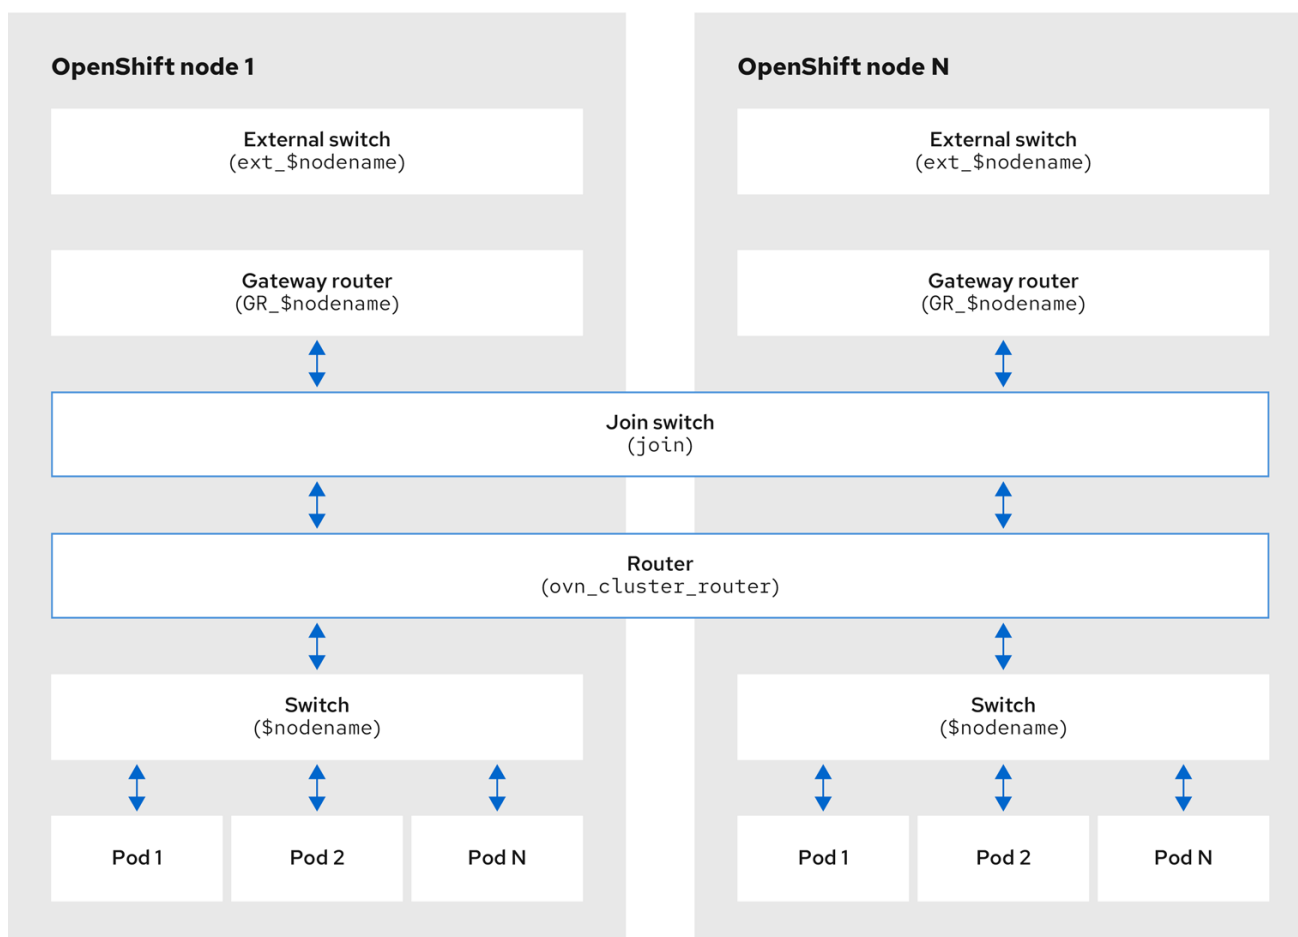 OpenShift node 1
External switch
(ext_$nodename)
Gateway router
(GR_$nodename)
OpenShift node N
External switch
(ext_$nodename)
Gateway router
(GR_$nodename)
Join switch
(join)
Router
(ovn_cluster_router)
Switch
($nodename)
Pod 1
Pod 2
Pod N
Switch
($nodename)
Pod 1
Pod 2
Pod N